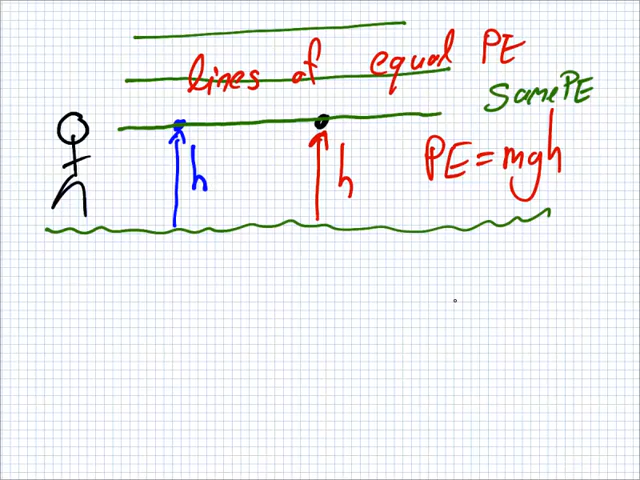 lines of equal PE
Same PE
PE = mgh
h
h